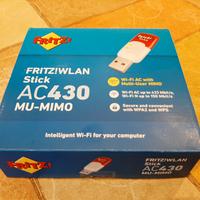 FRITZ!
FRITZ!WLAN
Stick
AC430
MU-MIMO
Wi-Fi AC with
Multi-User MIMO
Wi-Fi AC up to 433 Mbit/s,
Wi-Fi N up to 150 Mbit/s
Secure and convenient
with WPA2 and WPS
Intelligent Wi-Fi for your computer
FRITZ!WLAN
Stick
AC430
MU-MIMO